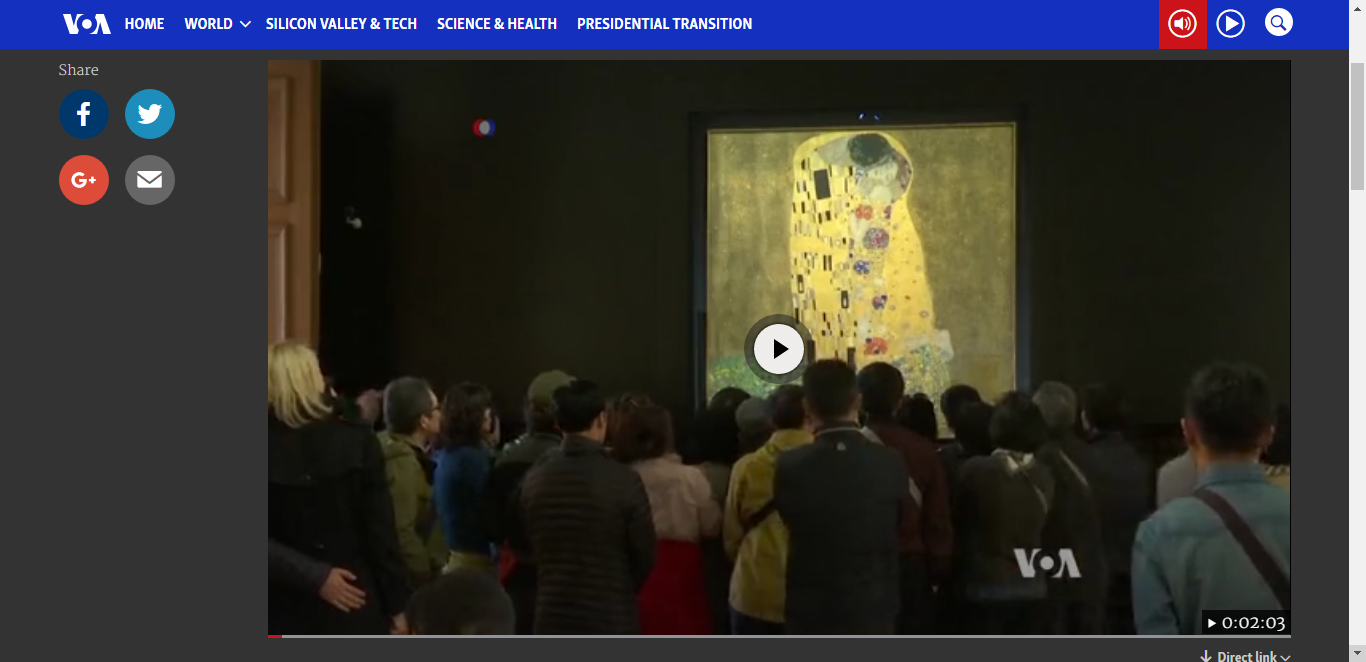 VOA HOME WORLD SILICON VALLEY & TECH SCIENCE & HEALTH PRESIDENTIAL TRANSITION
Share
f
G+
VOA
0:02:03
Direct link